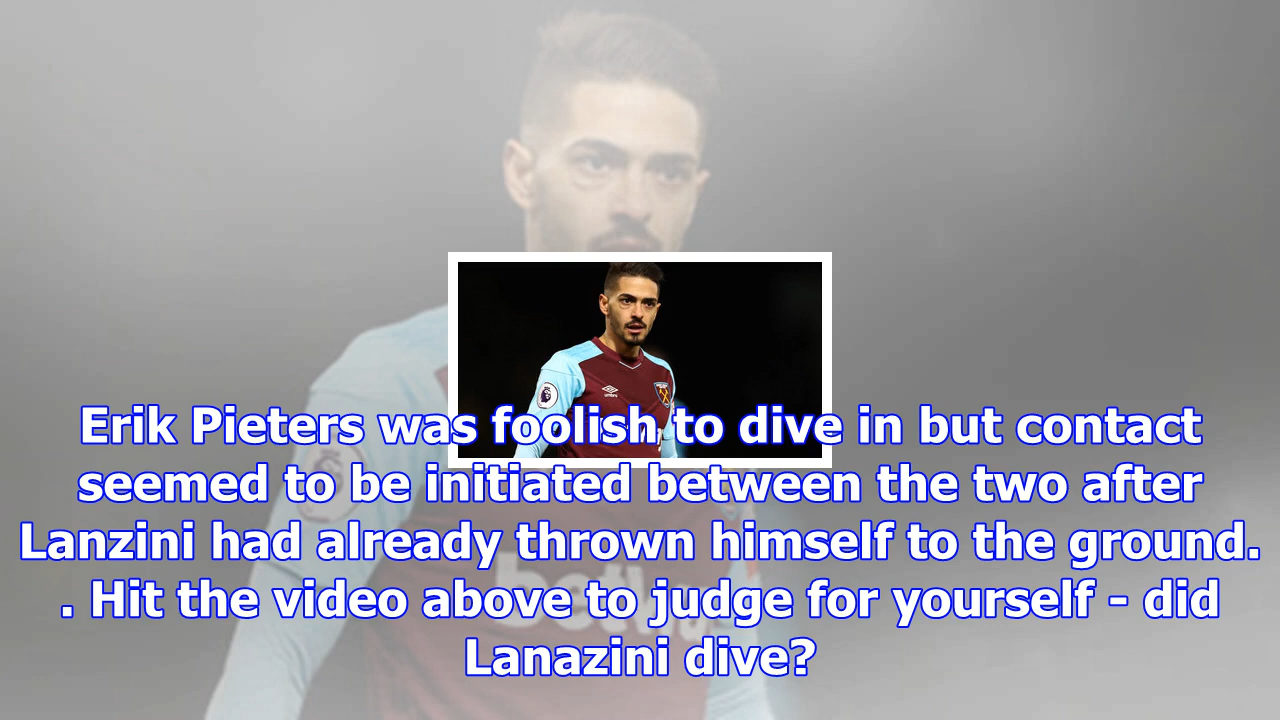 Erik Pieters was foolish to dive in but contact
seemed to be initiated between the two after
Lanzini had already thrown himself to the ground.
. Hit the video above to judge for yourself - did
Lanazini dive?